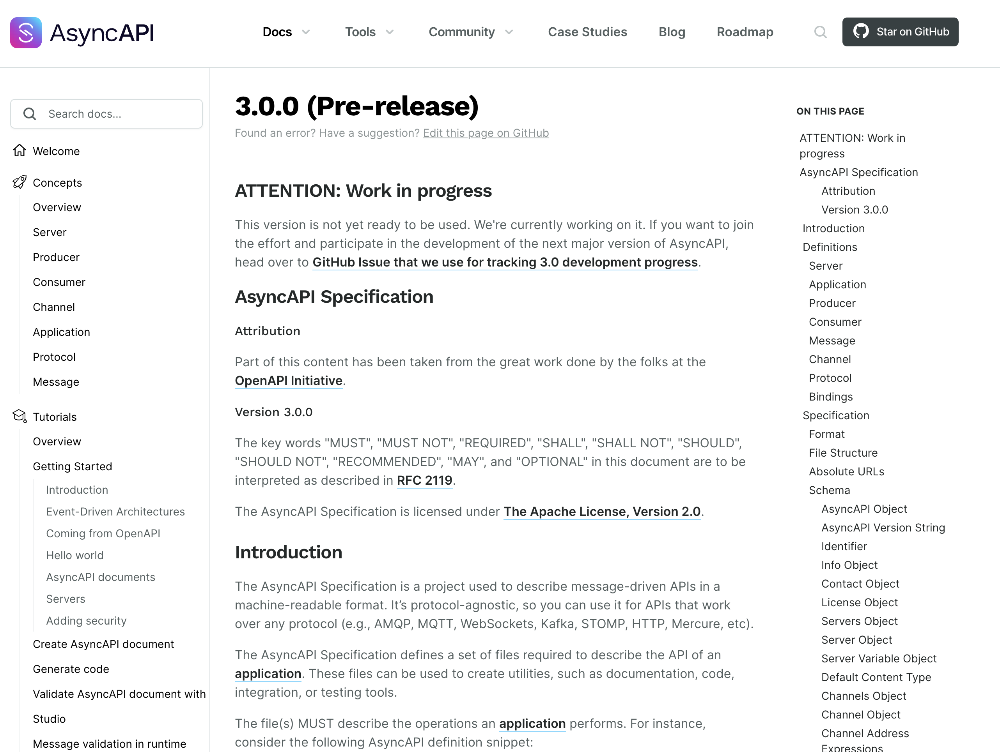 AsyncAPI
Docs
Tools
Community
Case Studies
Blog
Roadmap
Star on GitHub
Search docs...
Welcome
Concepts
Overview
Server
Producer
Consumer
Channel
Application
Protocol
Message
Tutorials
Overview
Getting Started
Introduction
Event-Driven Architectures
Coming from OpenAPI
Hello world
AsyncAPI documents
Servers
Adding security
Create AsyncAPI document
Generate code
Validate AsyncAPI document with
Studio
Message validation in runtime
3.0.0 (Pre-release)
Found an error? Have a suggestion? Edit this page on GitHub
ATTENTION: Work in progress
This version is not yet ready to be used. We're currently working on it. If you want to join
the effort and participate in the development of the next major version of AsyncAPI,
head over to GitHub Issue that we use for tracking 3.0 development progress.
AsyncAPI Specification
Attribution
Part of this content has been taken from the great work done by the folks at the
OpenAPI Initiative.
Version 3.0.0
The key words "MUST", "MUST NOT", "REQUIRED", "SHALL", "SHALL NOT", "SHOULD",
"SHOULD NOT", "RECOMMENDED", "MAY", and "OPTIONAL" in this document are to be
interpreted as described in RFC 2119.
The AsyncAPI Specification is licensed under The Apache License, Version 2.0.
Introduction
The AsyncAPI Specification is a project used to describe message-driven APIs in a
machine-readable format. It’s protocol-agnostic, so you can use it for APIs that work
over any protocol (e.g., AMQP, MQTT, WebSockets, Kafka, STOMP, HTTP, Mercure, etc).
The AsyncAPI Specification defines a set of files required to describe the API of an
application. These files can be used to create utilities, such as documentation, code,
integration, or testing tools.
The file(s) MUST describe the operations an application performs. For instance,
consider the following AsyncAPI definition snippet:
ON THIS PAGE
ATTENTION: Work in
progress
AsyncAPI Specification
Attribution
Version 3.0.0
Introduction
Definitions
Server
Application
Producer
Consumer
Message
Channel
Protocol
Bindings
Specification
Format
File Structure
Absolute URLs
Schema
AsyncAPI Object
AsyncAPI Version String
Identifier
Info Object
Contact Object
License Object
Servers Object
Server Object
Server Variable Object
Default Content Type
Channels Object
Channel Object
Channel Address
Expressions